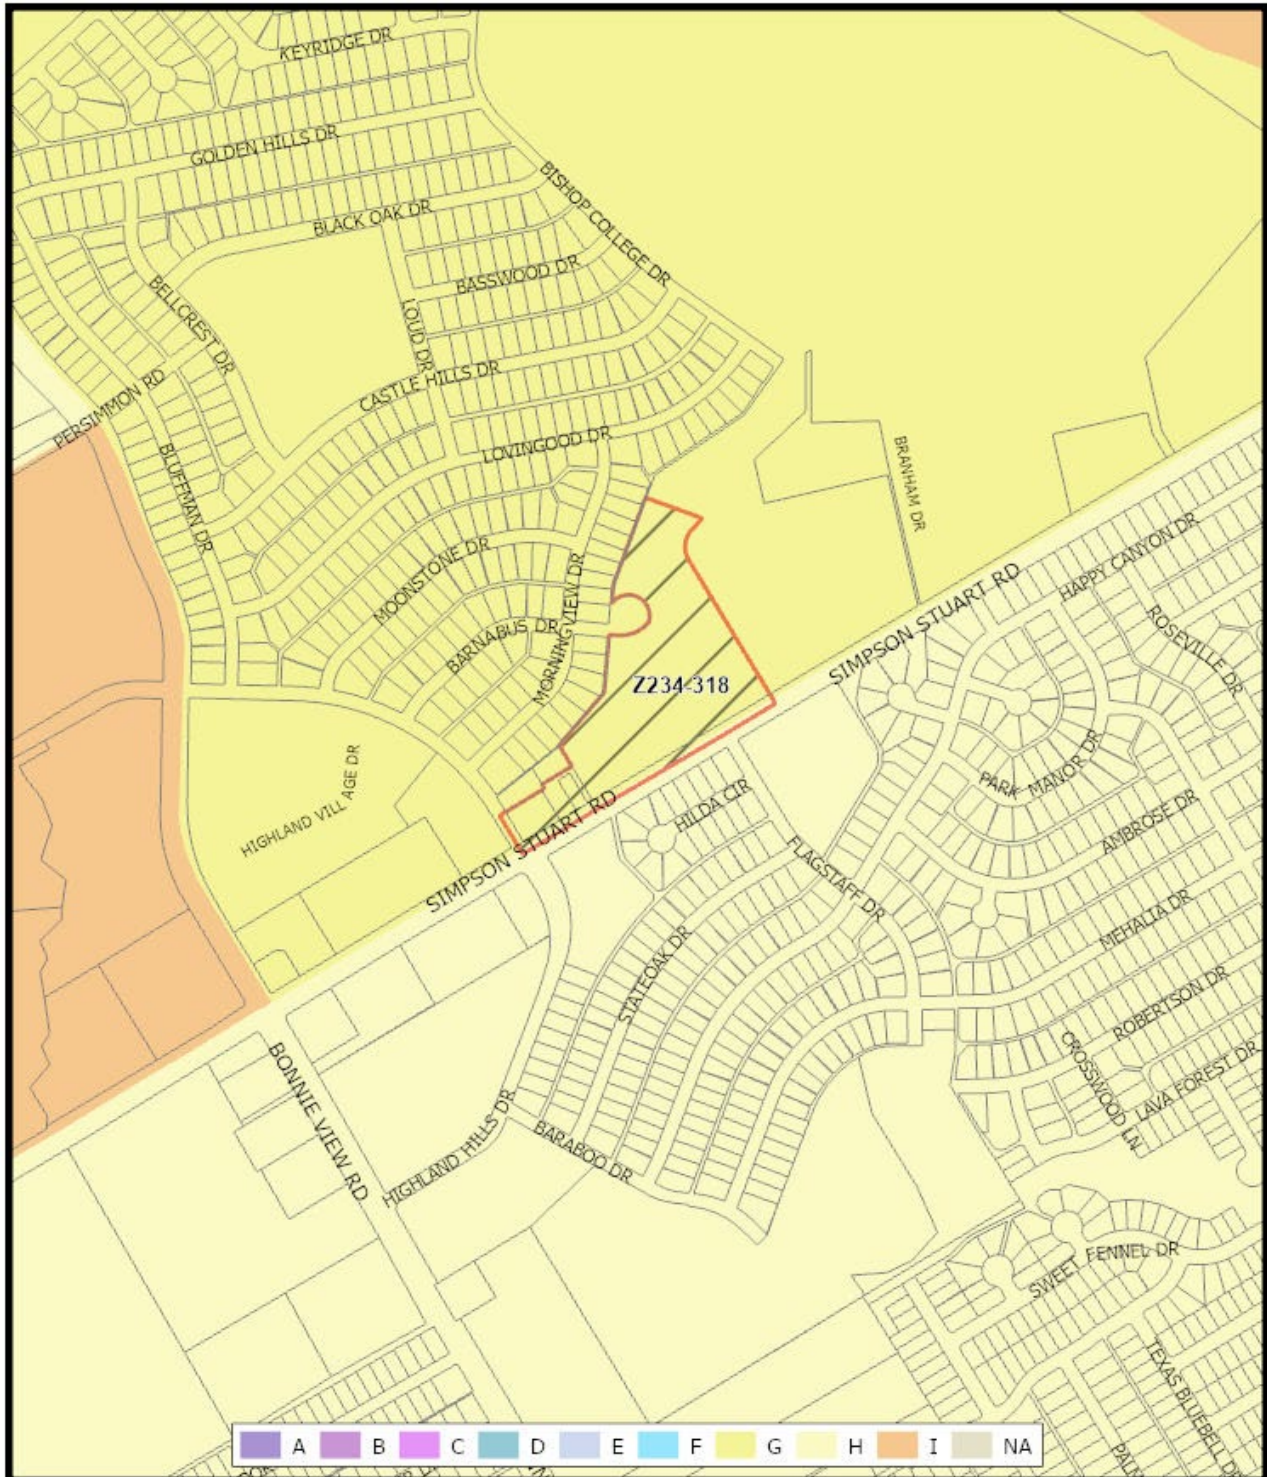 KEYRIDGE DR
GOLDEN HILLS DR
BISHOP COLLEGE DR
BLACK OAK DR
BASSWOOD DR
BELLCREST DR
LOUD DR
CASTLE HILLS DR
PERSIMMON RD
LOVINGOOD DR
BLUFFMAN DR
BRANHAM DR
MOONSTONE DR
HAPPY CANYON DR
SIMPSON STUART RD
ROSEVILLE DR
BARNABUS DR
MORNINGVIEW DR
Z234-318
HIGHLAND VILLAGE DR
PARK MANOR DR
HILDA CIR
AMBROSE DR
SIMPSON STUART RD
FLAGSTAFF DR
MEHALIA DR
STATEOAK DR
ROBERTSON DR
CROSSWOOD LN
LAVA FOREST DR
BONNIE VIEW RD
HIGHLAND HILLS DR
BARABOO DR
SWEET FENNEL DR
TEXAS BLUEBELL D
A B C D E F G H I NA